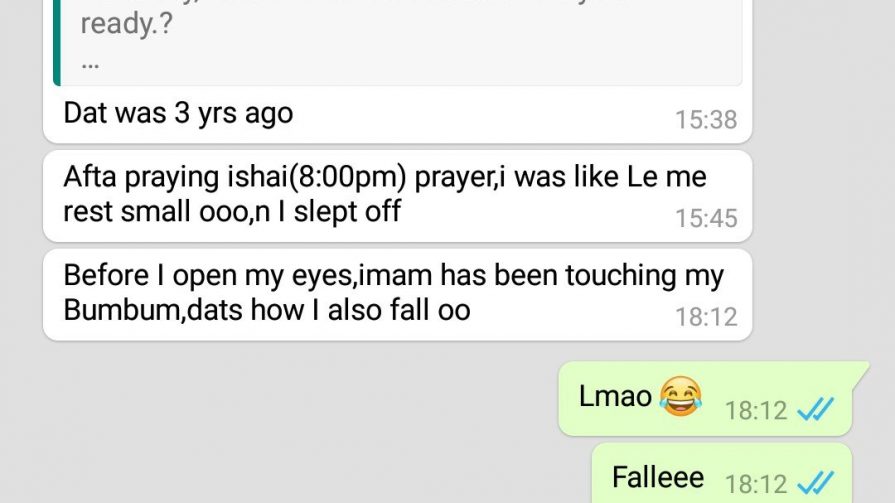 ready.?
...
Dat was 3 yrs ago
15:38
Afta praying ishai(8:00pm) prayer,i was like Le me
rest small ooo,n I slept off
15:45
Before I open my eyes,imam has been touching my
Bumbum,dats how I also fall oo
18:12
Lmao 😂
18:12
Falleee
18:12